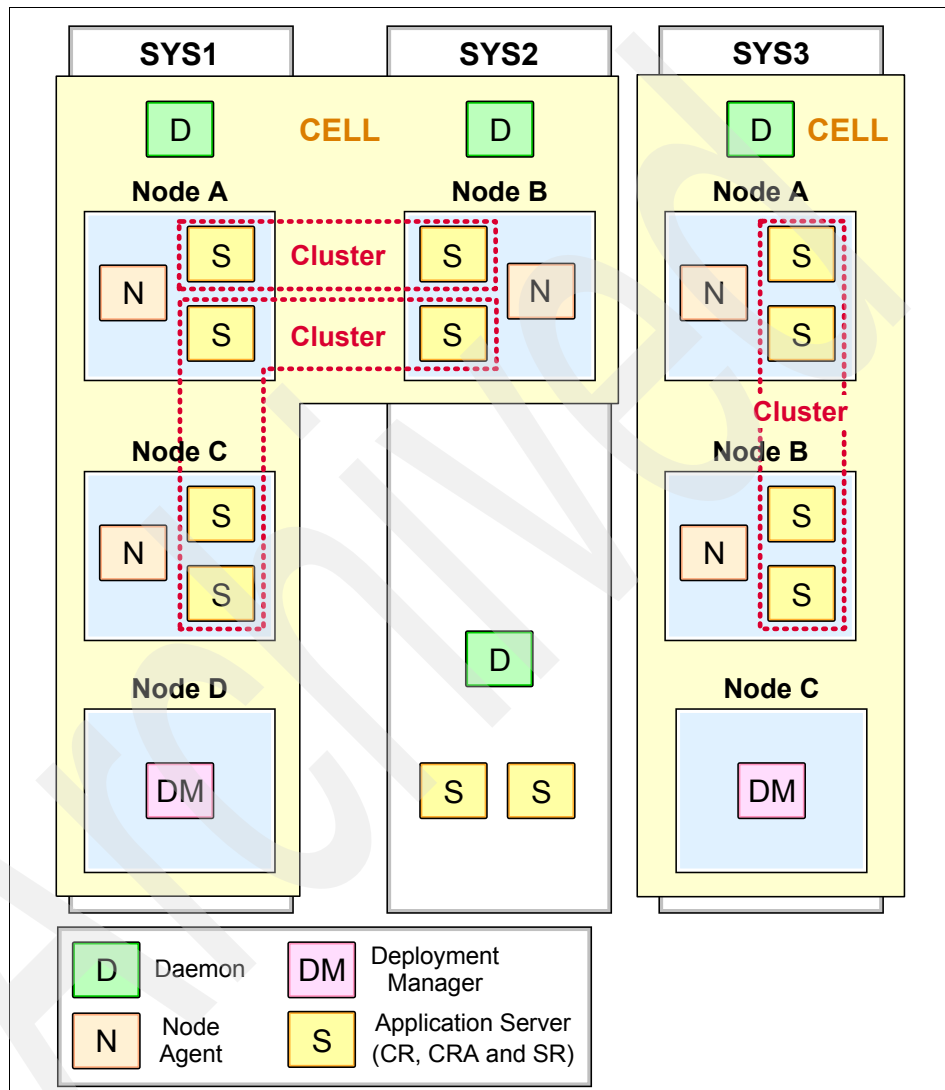 SYS1
SYS2
SYS3
D
CELL
D
D
CELL
Node A
Node B
Node A
S
Cluster
S
S
N
N
N
S
Cluster
S
S
Cluster
Node C
Node B
S
S
N
N
S
S
D
Node D
Node C
DM
S
S
DM
D
Daemon
DM
Deployment
Manager
N
Node
Agent
S
Application Server
(CR, CRA and SR)
Archived